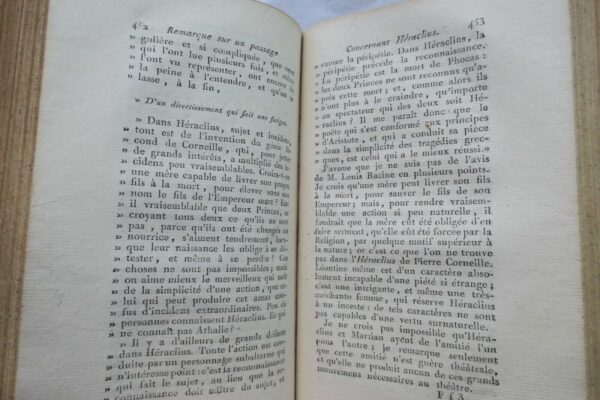 452 Remarque sur un passage
» gulière et si compliquée, que ceux
» qui l'ont lue plusieurs fois, et même
» l'ont vu représenter, ont encore de
» la peine à l'entendre, et qu'on se
» lasse, à la fin,
» D'un divertissement qui fait une fatigue.
» Dans Héraclius, sujet et incidens,
» tout est de l'invention du génie fé-
» cond de Corneille, qui, pour jeter
» de grands intérêts, a multiplié des in-
» cidens peu vraisemblables. Croira-t-on
» une mère capable de livrer son propre
» fils à la mort, pour élever sous son
» nom le fils de l'Empereur mort? Est-
» il vraisemblable que deux Princes, se
» croyant tous deux ce qu'ils ne sont
» pas, parce qu'ils ont été changés en
» nourrice, s'aiment tendrement, lors-
» que leur naissance les oblige à se dé-
» tester, et même à se perdre? Ces
» choses ne sont pas impossibles; mais
» on aime mieux le merveilleux qui naît
» de la simplicité d'une action, que ce-
» lui qui peut produire cet amas con-
» fus d'incidens extraordinaires. Peu de
» personnes connaissent Héraclius. Et qui
» ne connaît pas Athalie?
» Il y a d'ailleurs de grands défauts
» dans Héraclius. Toute l'action est con-
» duite par un personnage subalterne qui
» n'intéresse point: c'est la reconnaissance
» qui fait le sujet, au lieu que la re-
» connaissance doit naître du sujet, et
Concernant Héraclius. 453
» causer la péripétie. Dans Héraclius, la
» péripétie précède la reconnaissance.
» La péripétie est la mort de Phocas:
» les deux Princes ne sont reconnus qu'a-
» près cette mort; et, comme alors ils
» n'ont plus à le craindre, qu'importe
» au spectateur qui des deux soit Hé-
» raclius? Il me paraît donc que le
» poëte qui s'est conformé aux principes
» d'Aristote, et qui a conduit sa pièce
» dans la simplicité des tragédies grec-
» ques, est celui qui a le mieux réussi.»
J'avoue que je ne suis pas de l'avis
de M. Louis Racine en plusieurs points.
Je crois qu'une mère peut livrer son fils
à la mort, pour sauver le fils de son
Empereur; mais, pour rendre vraisem-
blable une action si peu naturelle, il
faudrait que la mère eût été obligée d'en
faire serment, qu'elle eût été forcée par la
Religion, par quelque motif supérieur à
la nature; or c'est ce que l'on ne trouve
pas dans l'Héraclius de Pierre Corneille.
Léontine même est d'un caractère abso-
lument incapable d'une piété si étrange;
c'est une intrigante, et même une très-
méchante femme, qui réserve Héraclius
à un inceste: de tels caractères ne sont
pas capables d'une vertu surnaturelle.
Je ne crois pas impossible qu'Héra-
clius et Martian ayent de l'amitié l'un
pour l'autre; je remarque seulement
que cette amitié n'est guère théâtrale,
et qu'elle ne produit aucun de ces grands
mouvemens nécessaires au théâtre.
F f 3